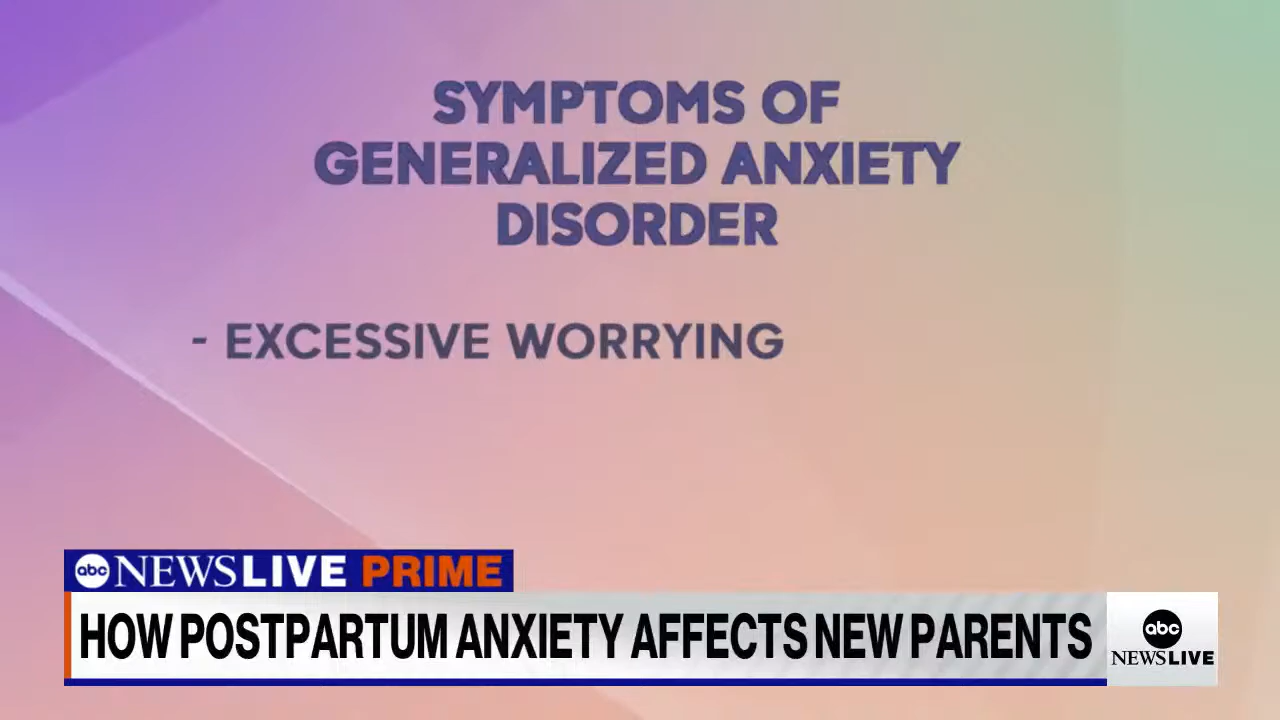 SYMPTOMS OF
GENERALIZED ANXIETY
DISORDER
- EXCESSIVE WORRYING
abc NEWS LIVE PRIME
HOW POSTPARTUM ANXIETY AFFECTS NEW PARENTS
abc
NEWS LIVE